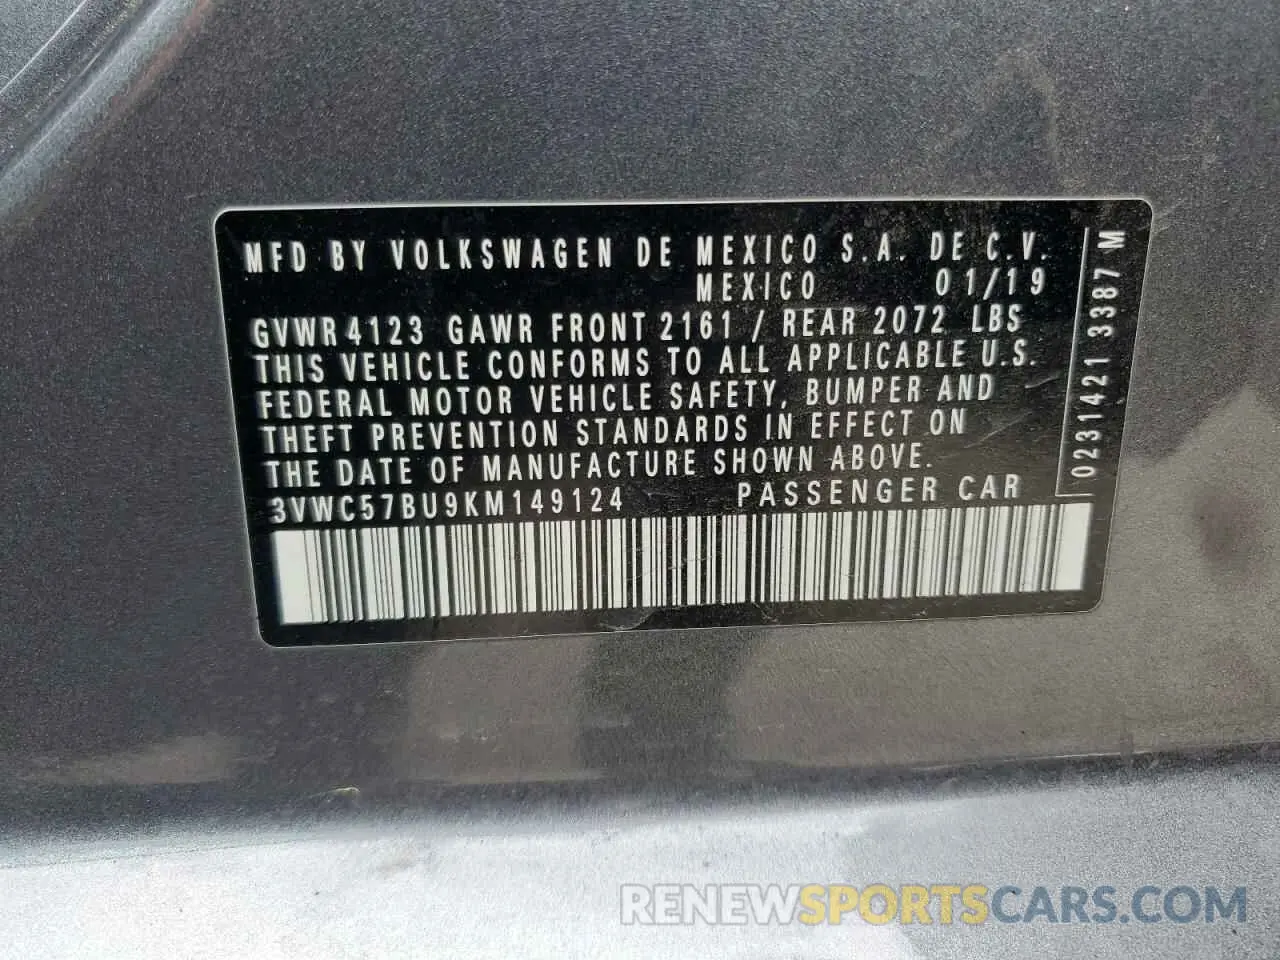 MFD BY VOLKSWAGEN DE MEXICO S.A. DE C.V.
MEXICO 01/19
GVWR 4123 GAWR FRONT 2161 / REAR 2072 LBS
THIS VEHICLE CONFORMS TO ALL APPLICABLE U.S.
FEDERAL MOTOR VEHICLE SAFETY, BUMPER AND
THEFT PREVENTION STANDARDS IN EFFECT ON
THE DATE OF MANUFACTURE SHOWN ABOVE.
3VWC57BU9KM149124 PASSENGER CAR
0231421 3387 M
RENEWSPORTSCARS.COM